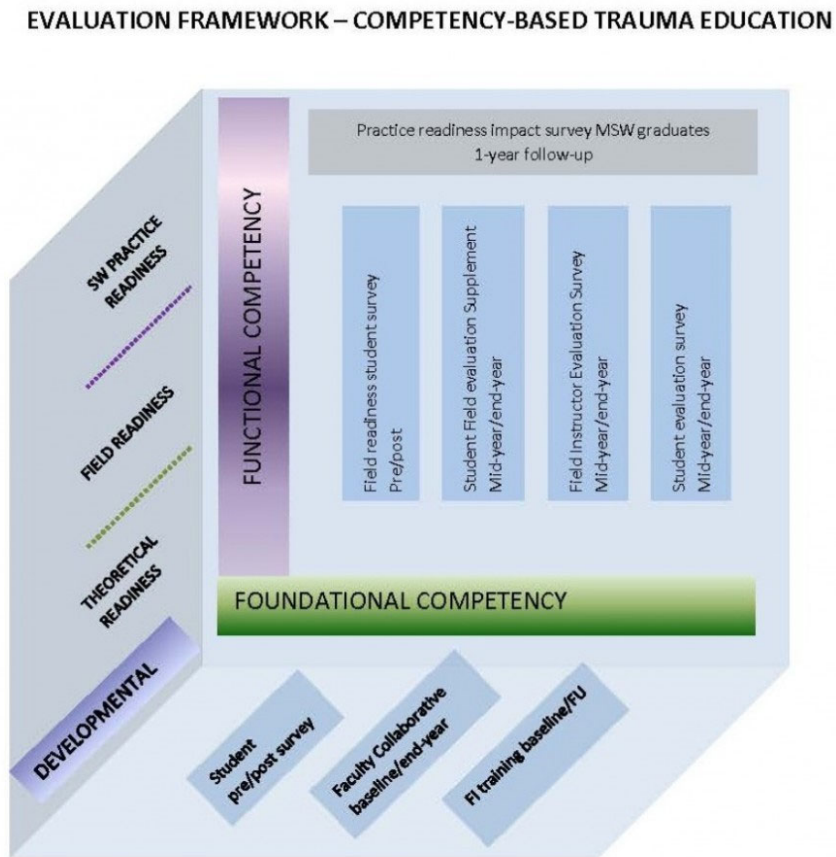 EVALUATION FRAMEWORK – COMPETENCY-BASED TRAUMA EDUCATION
Practice readiness impact survey MSW graduates
1-year follow-up
SW PRACTICE
READINESS
FIELD READINESS
THEORETICAL
READINESS
DEVELOPMENTAL
FUNCTIONAL COMPETENCY
Field readiness student survey
Pre/post
Student Field evaluation Supplement
Mid-year/end-year
Field Instructor Evaluation Survey
Mid-year/end-year
Student evaluation survey
Mid-year/end-year
FOUNDATIONAL COMPETENCY
Student
pre/post survey
Faculty Collaborative
baseline/end-year
FI training baseline/FU